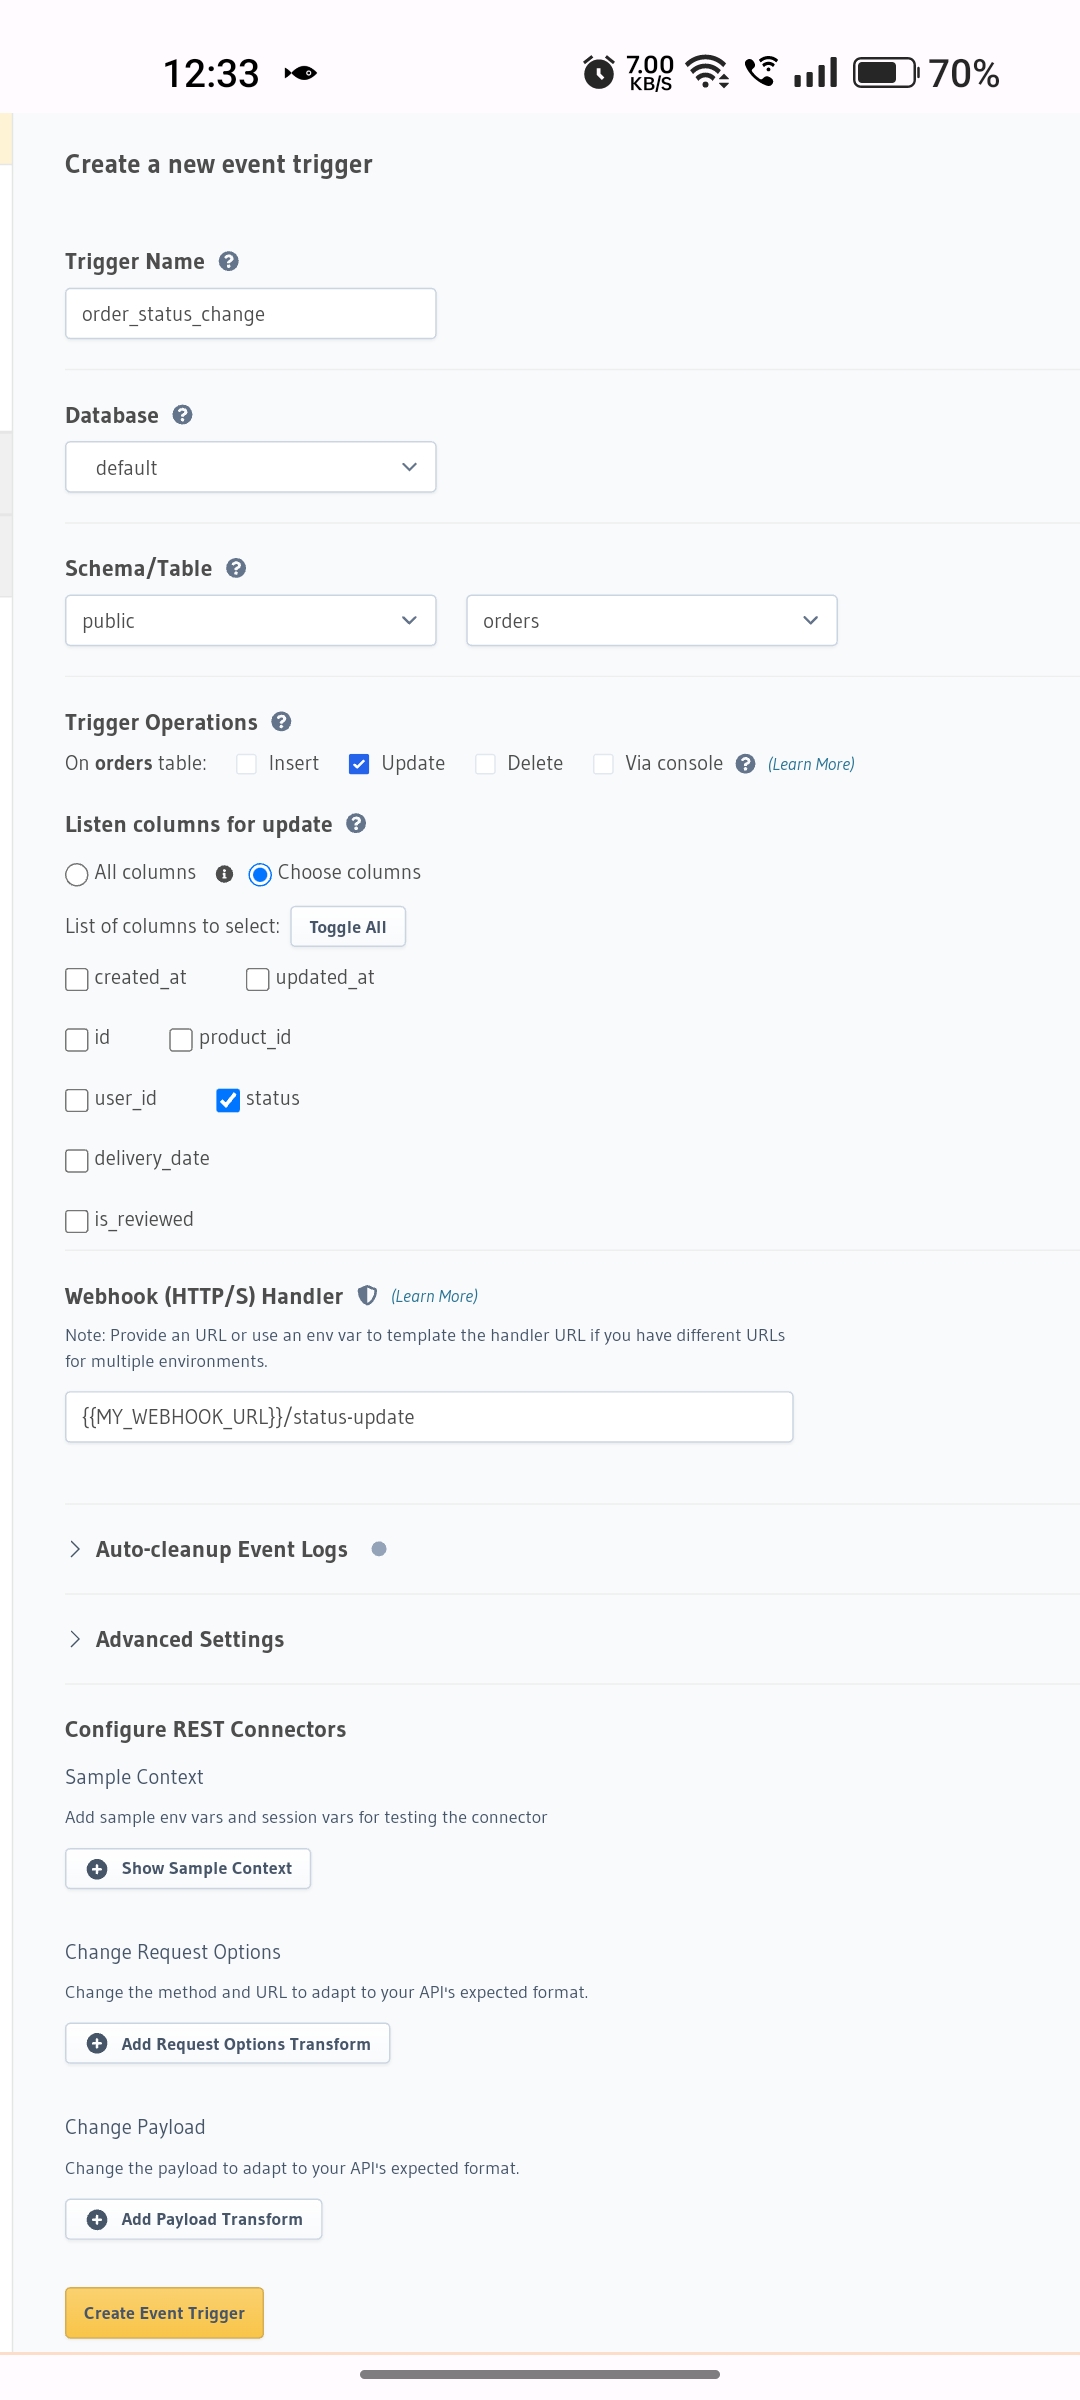 12:33
7.00
KB/S
70%
Create a new event trigger
Trigger Name
order_status_change
Database
default
Schema/Table
public orders
Trigger Operations
On orders table: Insert Update Delete Via console (Learn More)
Listen columns for update
All columns Choose columns
List of columns to select: Toggle All
created_at updated_at
id product_id
user_id status
delivery_date
is_reviewed
Webhook (HTTP/S) Handler (Learn More)
Note: Provide an URL or use an env var to template the handler URL if you have different URLs
for multiple environments.
{{MY_WEBHOOK_URL}}/status-update
Auto-cleanup Event Logs
Advanced Settings
Configure REST Connectors
Sample Context
Add sample env vars and session vars for testing the connector
Show Sample Context
Change Request Options
Change the method and URL to adapt to your API's expected format.
Add Request Options Transform
Change Payload
Change the payload to adapt to your API's expected format.
Add Payload Transform
Create Event Trigger